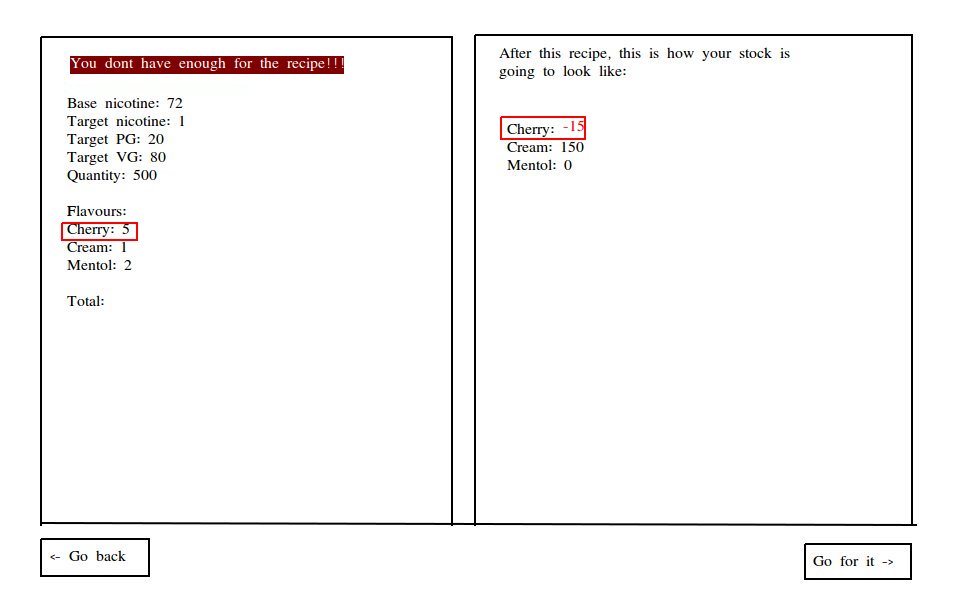 You dont have enough for the recipe!!!
Base nicotine: 72
Target nicotine: 1
Target PG: 20
Target VG: 80
Quantity: 500
Flavours:
Cherry: 5
Cream: 1
Mentol: 2
Total:
After this recipe, this is how your stock is
going to look like:
Cherry: -15
Cream: 150
Mentol: 0
<- Go back
Go for it ->